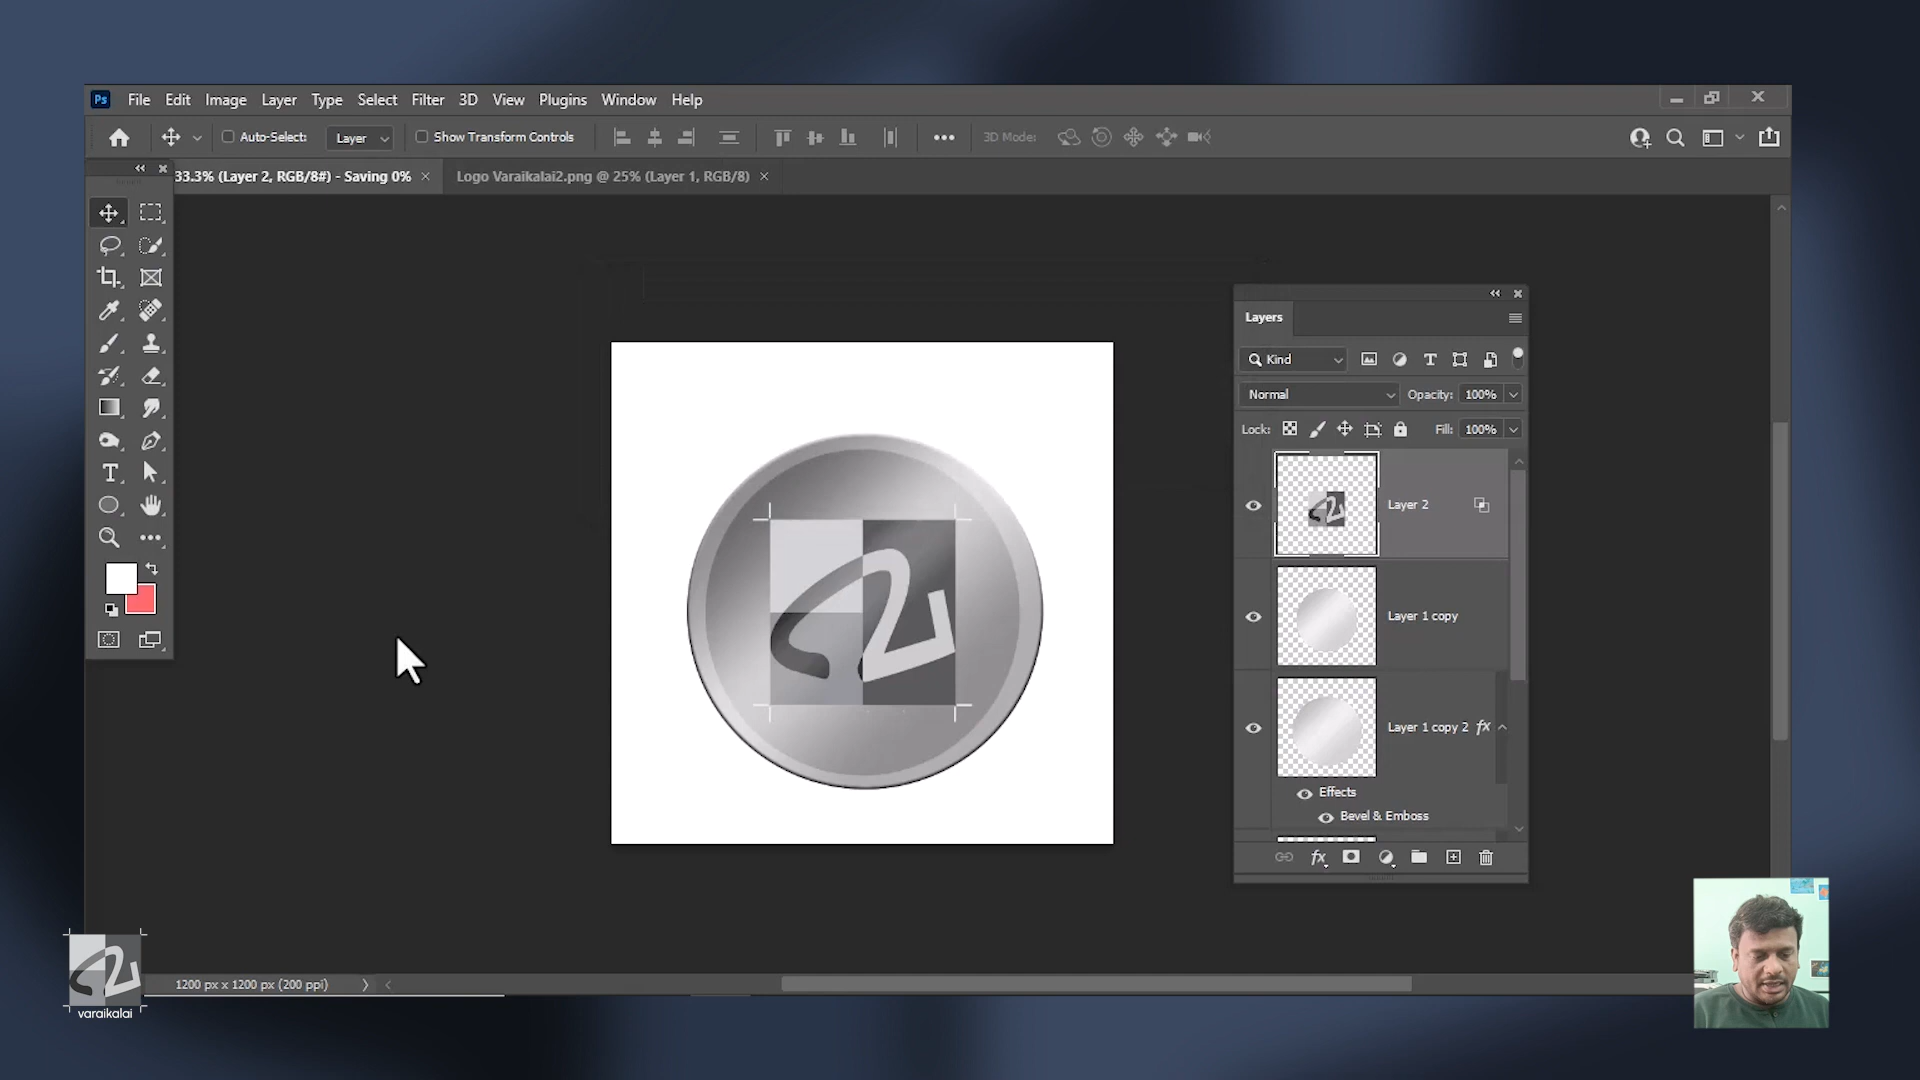 Ps File Edit Image Layer Type Select Filter 3D View Plugins Window Help
Auto-Select: Layer Show Transform Controls 3D Mode:
33.3% (Layer 2, RGB/8#) - Saving 0% Logo Varaikalai2.png @ 25% (Layer 1, RGB/8)
Layers
Kind
Normal Opacity: 100%
Lock: Fill: 100%
Layer 2
Layer 1 copy
Layer 1 copy 2 fx
Effects
Bevel & Emboss
fx
1200 px x 1200 px (200 ppi)
varaikalai